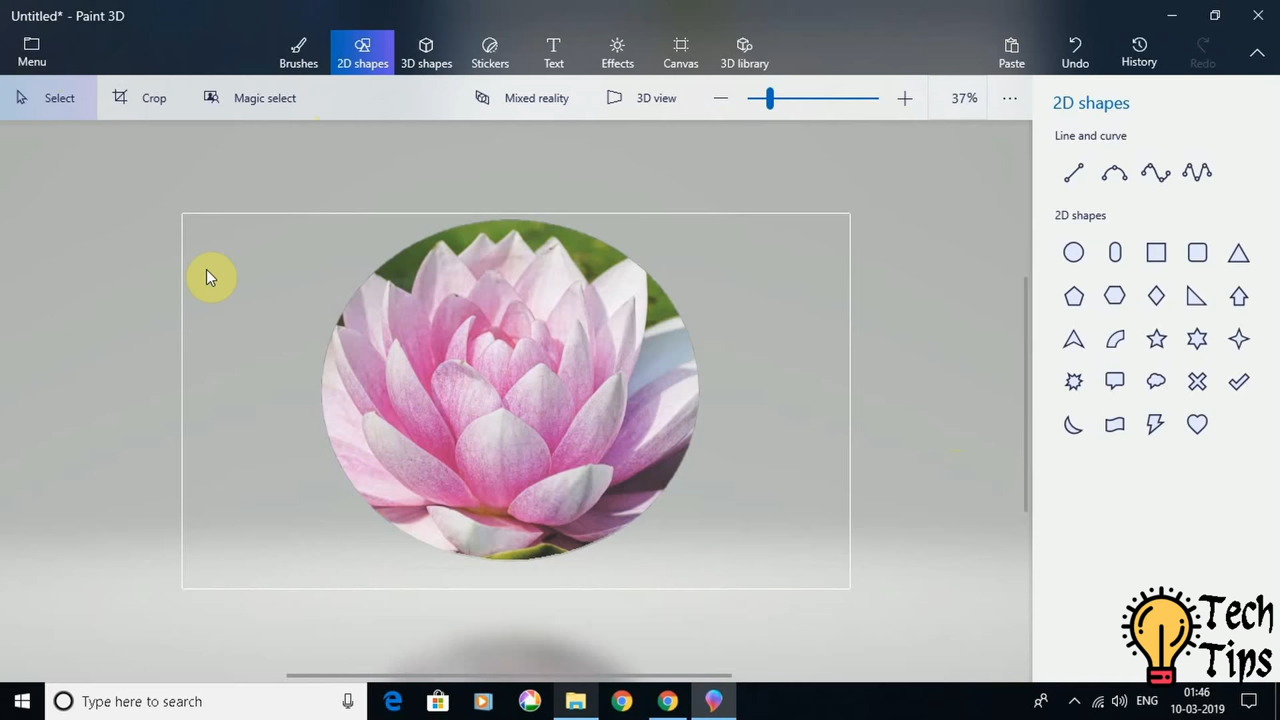 Untitled* - Paint 3D
Menu
Brushes
2D shapes
3D shapes
Stickers
Text
Effects
Canvas
3D library
Paste
Undo
History
Redo
Select
Crop
Magic select
Mixed reality
3D view
37%
2D shapes
Line and curve
2D shapes
Tech
Tips
Type here to search
ENG
01:46
10-03-2019